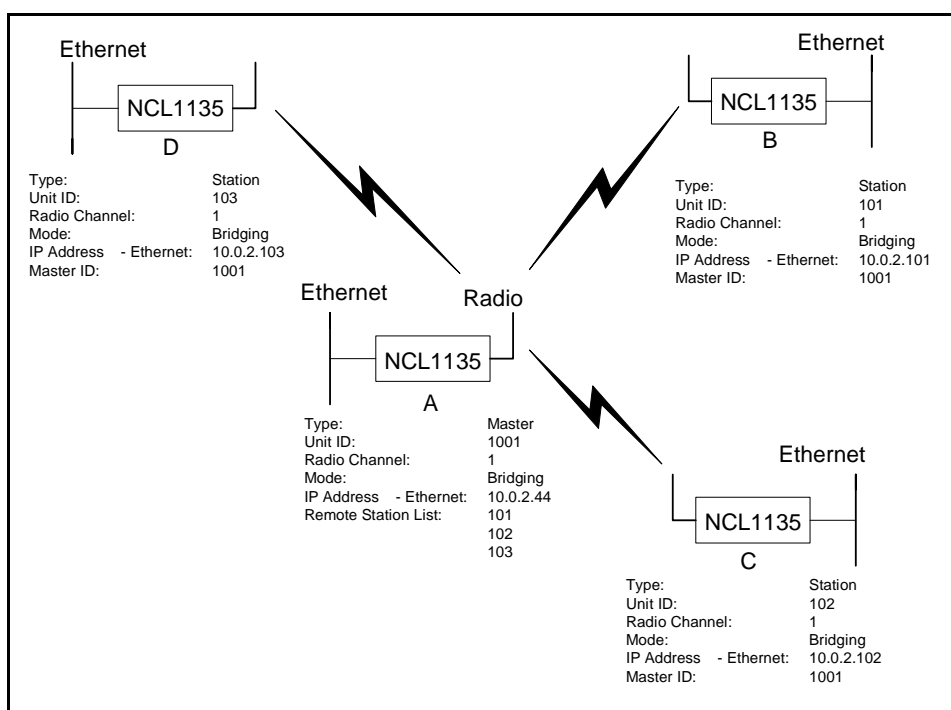 Ethernet
NCL1135
D
Type: Station
Unit ID: 103
Radio Channel: 1
Mode: Bridging
IP Address - Ethernet: 10.0.2.103
Master ID: 1001
Ethernet
NCL1135
B
Type: Station
Unit ID: 101
Radio Channel: 1
Mode: Bridging
IP Address - Ethernet: 10.0.2.101
Master ID: 1001
Ethernet
Radio
NCL1135
A
Type: Master
Unit ID: 1001
Radio Channel: 1
Mode: Bridging
IP Address - Ethernet: 10.0.2.44
Remote Station List: 101
102
103
Ethernet
NCL1135
C
Type: Station
Unit ID: 102
Radio Channel: 1
Mode: Bridging
IP Address - Ethernet: 10.0.2.102
Master ID: 1001